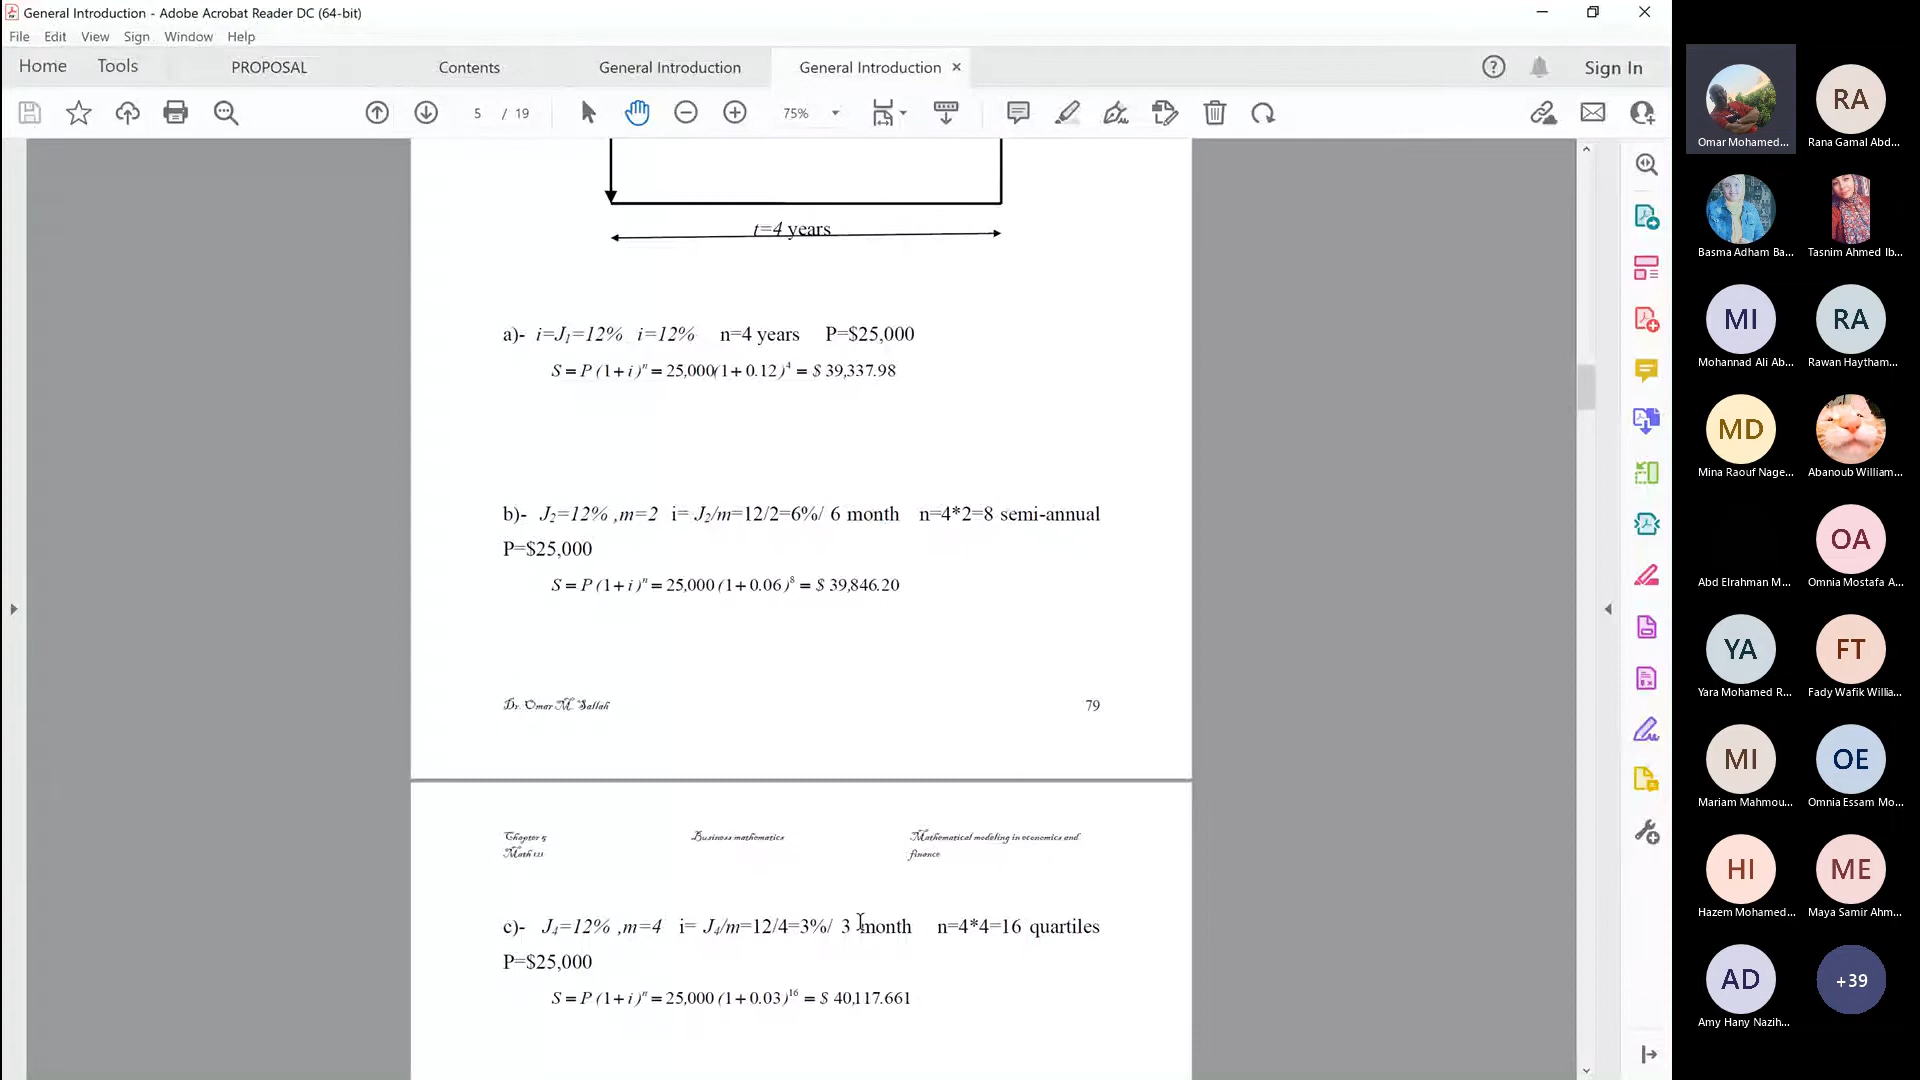 General Introduction - Adobe Acrobat Reader DC (64-bit)
File Edit View Sign Window Help
Home Tools PROPOSAL Contents General Introduction General Introduction × Sign In
5 / 19 75%
t=4 years
a)- i=J1=12% i=12% n=4 years P=$25,000
S = P (1+ i )^n = 25,000(1+ 0.12 )^4 = $ 39,337.98
b)- J2=12% ,m=2 i= J2/m=12/2=6%/ 6 month n=4*2=8 semi-annual
P=$25,000
S = P (1+ i )^n = 25,000 (1+ 0.06 )^8 = $ 39,846.20
Dr. Omar M. Sallah 79
Chapter 5 Business mathematics Mathematical modeling in economics and
Math 121 finance
c)- J4=12% ,m=4 i= J4/m=12/4=3%/ 3 month n=4*4=16 quartiles
P=$25,000
S = P (1+ i )^n = 25,000 (1+ 0.03 )^16 = $ 40,117.661
RA
Omar Mohamed... Rana Gamal Abd...
Basma Adham Ba... Tasnim Ahmed Ib...
MI RA
Mohannad Ali Ab... Rawan Haytham...
MD
Mina Raouf Nage... Abanoub William...
OA
Abd Elrahman M... Omnia Mostafa A...
YA FT
Yara Mohamed R... Fady Wafik Willia...
MI OE
Mariam Mahmou... Omnia Essam Mo...
HI ME
Hazem Mohamed... Maya Samir Ahm...
AD +39
Amy Hany Nazih...